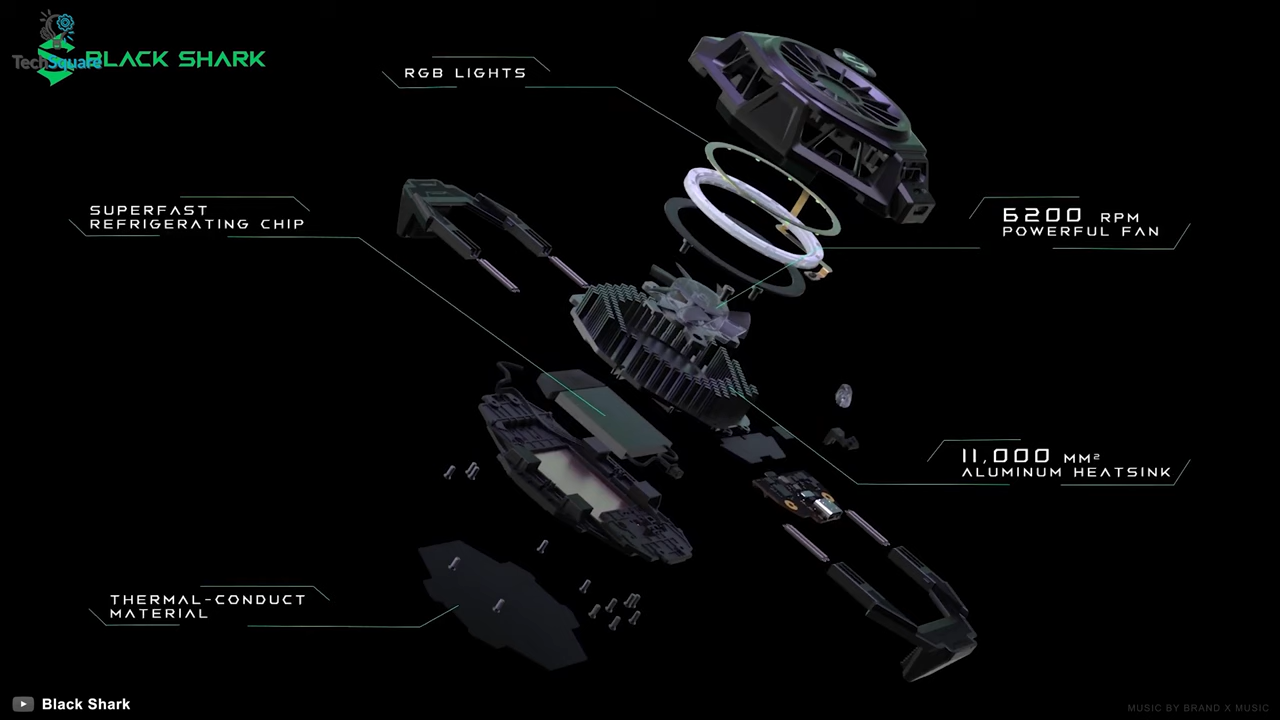 TechSquare
BLACK SHARK
RGB LIGHTS
SUPERFAST
REFRIGERATING CHIP
6200 RPM
POWERFUL FAN
11,000 MM²
ALUMINUM HEATSINK
THERMAL-CONDUCT
MATERIAL
Black Shark
MUSIC BY BRAND X MUSIC